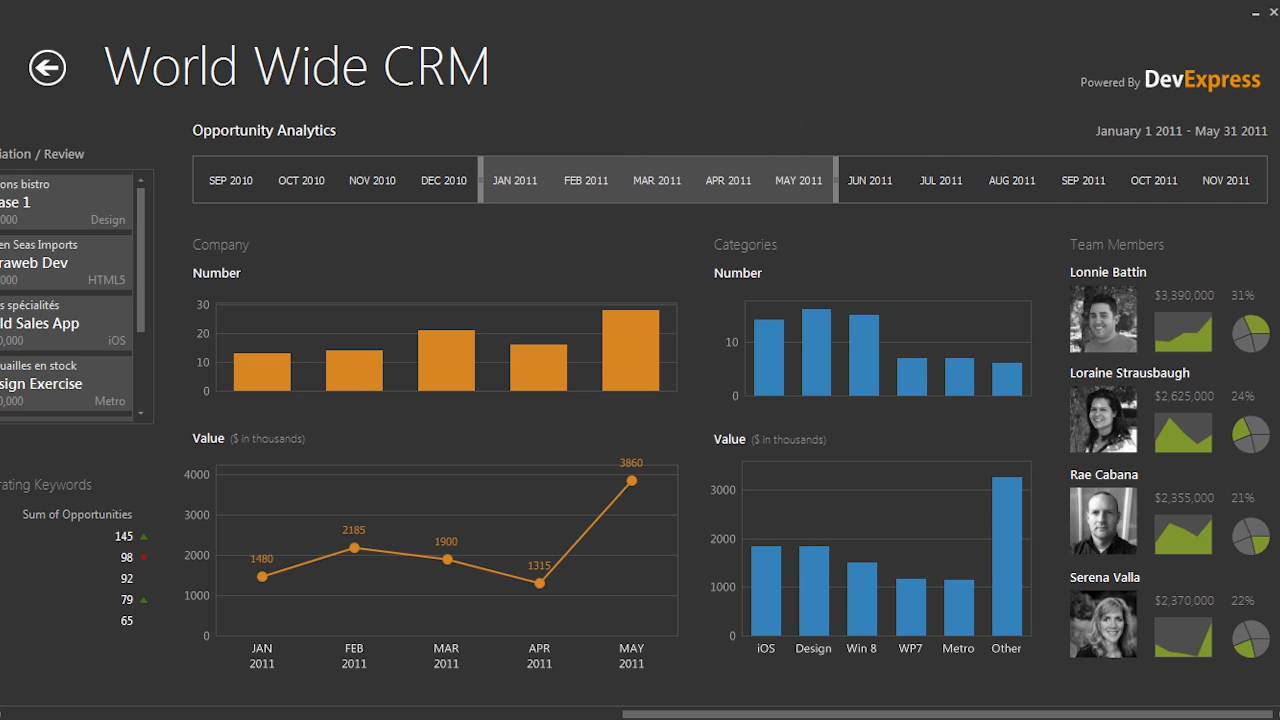 World Wide CRM
Powered By DevExpress
Opportunity Analytics
January 1 2011 - May 31 2011
SEP 2010 OCT 2010 NOV 2010 DEC 2010 JAN 2011 FEB 2011 MAR 2011 APR 2011 MAY 2011 JUN 2011 JUL 2011 AUG 2011 SEP 2011 OCT 2011 NOV 2011
iation / Review
ons bistro
ase 1
000 Design
en Seas Imports
raweb Dev
000 HTML5
s spécialités
ld Sales App
0,000 iOS
uailles en stock
sign Exercise
0,000 Metro
rating Keywords
Sum of Opportunities
145
98
92
79
65
Company
Number
30
20
10
0
Value ($ in thousands)
4000
3000
2000
1000
0
1480
2185
1900
1315
3860
JAN 2011
FEB 2011
MAR 2011
APR 2011
MAY 2011
Categories
Number
10
0
Value ($ in thousands)
3000
2000
1000
0
iOS Design Win 8 WP7 Metro Other
Team Members
Lonnie Battin
$3,390,000 31%
Loraine Strausbaugh
$2,625,000 24%
Rae Cabana
$2,355,000 21%
Serena Valla
$2,370,000 22%